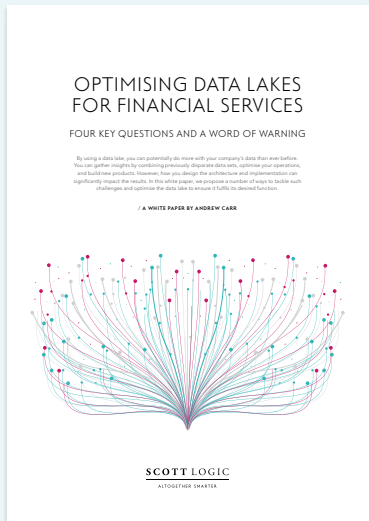 OPTIMISING DATA LAKES
FOR FINANCIAL SERVICES
FOUR KEY QUESTIONS AND A WORD OF WARNING
By using a data lake, you can potentially do more with your company's data than ever before.
You can gather insights by combining previously disparate data sets, optimise your operations,
and build new products. However, how you design the architecture and implementation can
significantly impact the results. In this white paper, we propose a number of ways to tackle such
challenges and optimise the data lake to ensure it fulfils its desired function.
/ A WHITE PAPER BY ANDREW CARR
SCOTT LOGIC
ALTOGETHER SMARTER